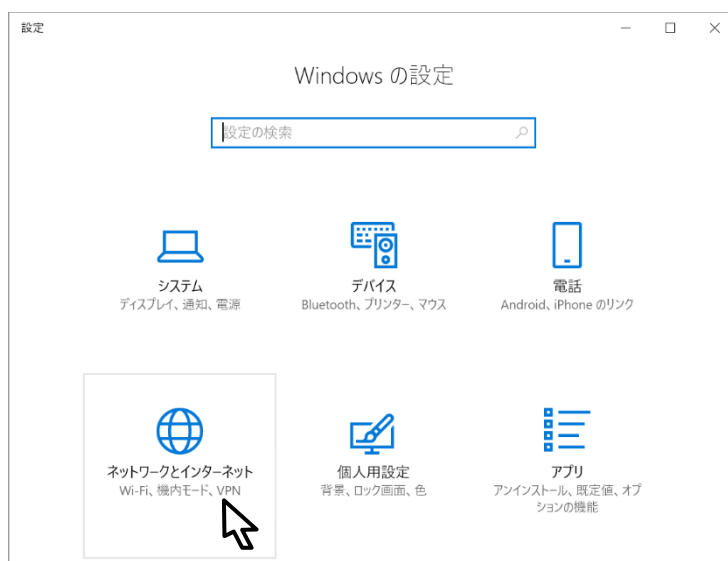 設定
Windows の設定
設定の検索
システム
ディスプレイ、通知、電源
デバイス
Bluetooth、プリンター、マウス
電話
Android、iPhone のリンク
ネットワークとインターネット
Wi-Fi、機内モード、VPN
個人用設定
背景、ロック画面、色
アプリ
アンインストール、既定値、オプ
ションの機能